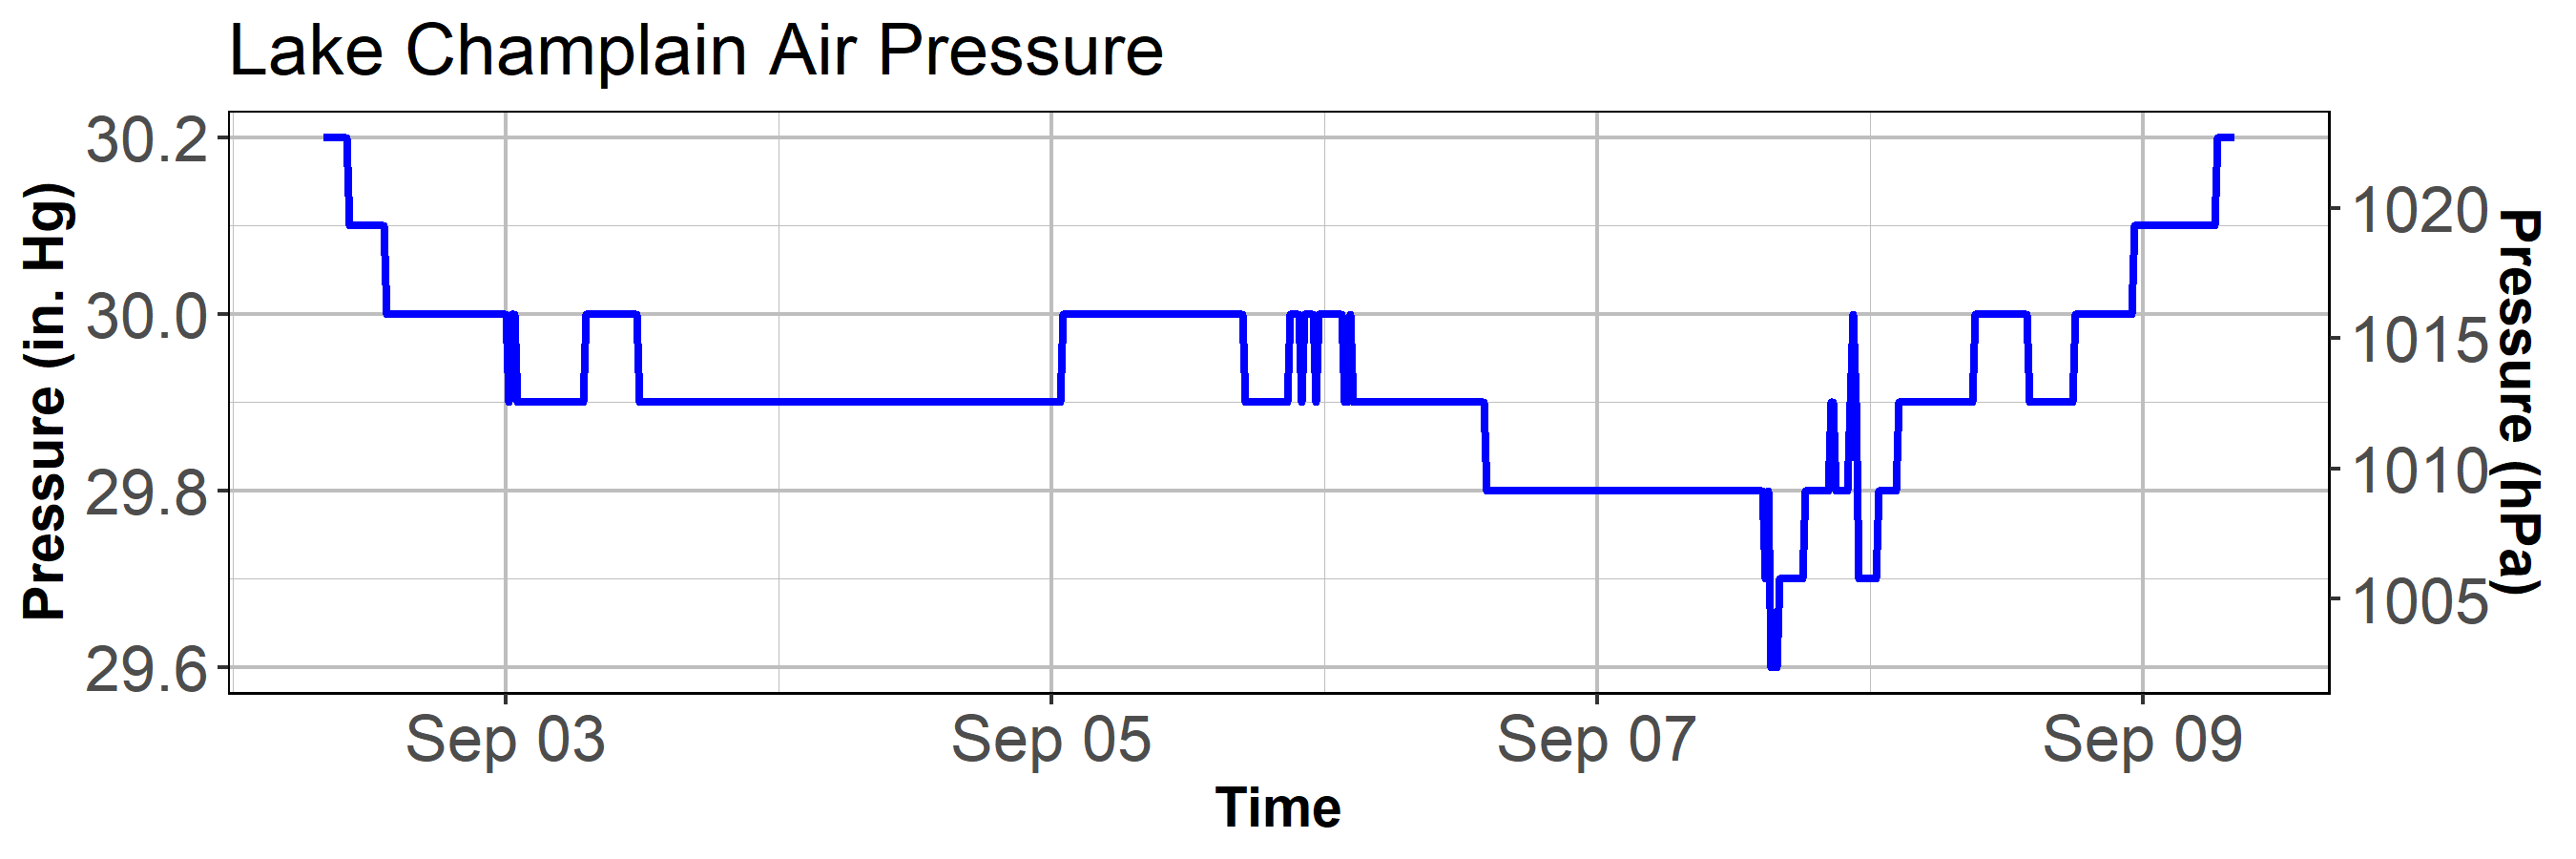 Lake Champlain Air Pressure
Pressure (in. Hg)
30.2
30.0
29.8
29.6
1020
1015
1010
1005
Pressure (hPa)
Sep 03 Sep 05 Sep 07 Sep 09
Time